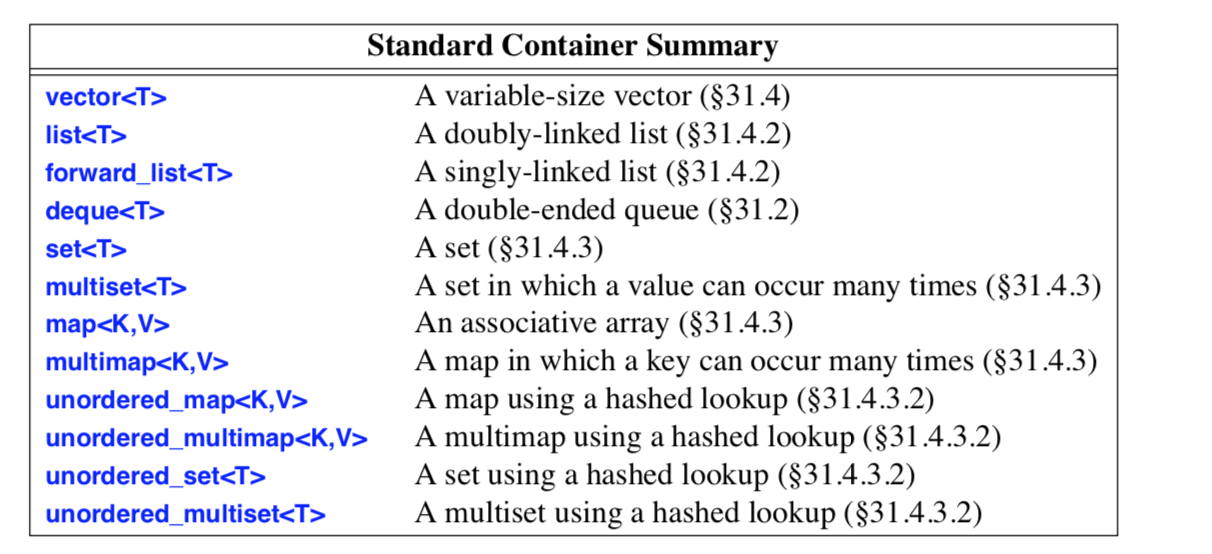 Standard Container Summary
vector<T> A variable-size vector (§31.4)
list<T> A doubly-linked list (§31.4.2)
forward_list<T> A singly-linked list (§31.4.2)
deque<T> A double-ended queue (§31.2)
set<T> A set (§31.4.3)
multiset<T> A set in which a value can occur many times (§31.4.3)
map<K,V> An associative array (§31.4.3)
multimap<K,V> A map in which a key can occur many times (§31.4.3)
unordered_map<K,V> A map using a hashed lookup (§31.4.3.2)
unordered_multimap<K,V> A multimap using a hashed lookup (§31.4.3.2)
unordered_set<T> A set using a hashed lookup (§31.4.3.2)
unordered_multiset<T> A multiset using a hashed lookup (§31.4.3.2)